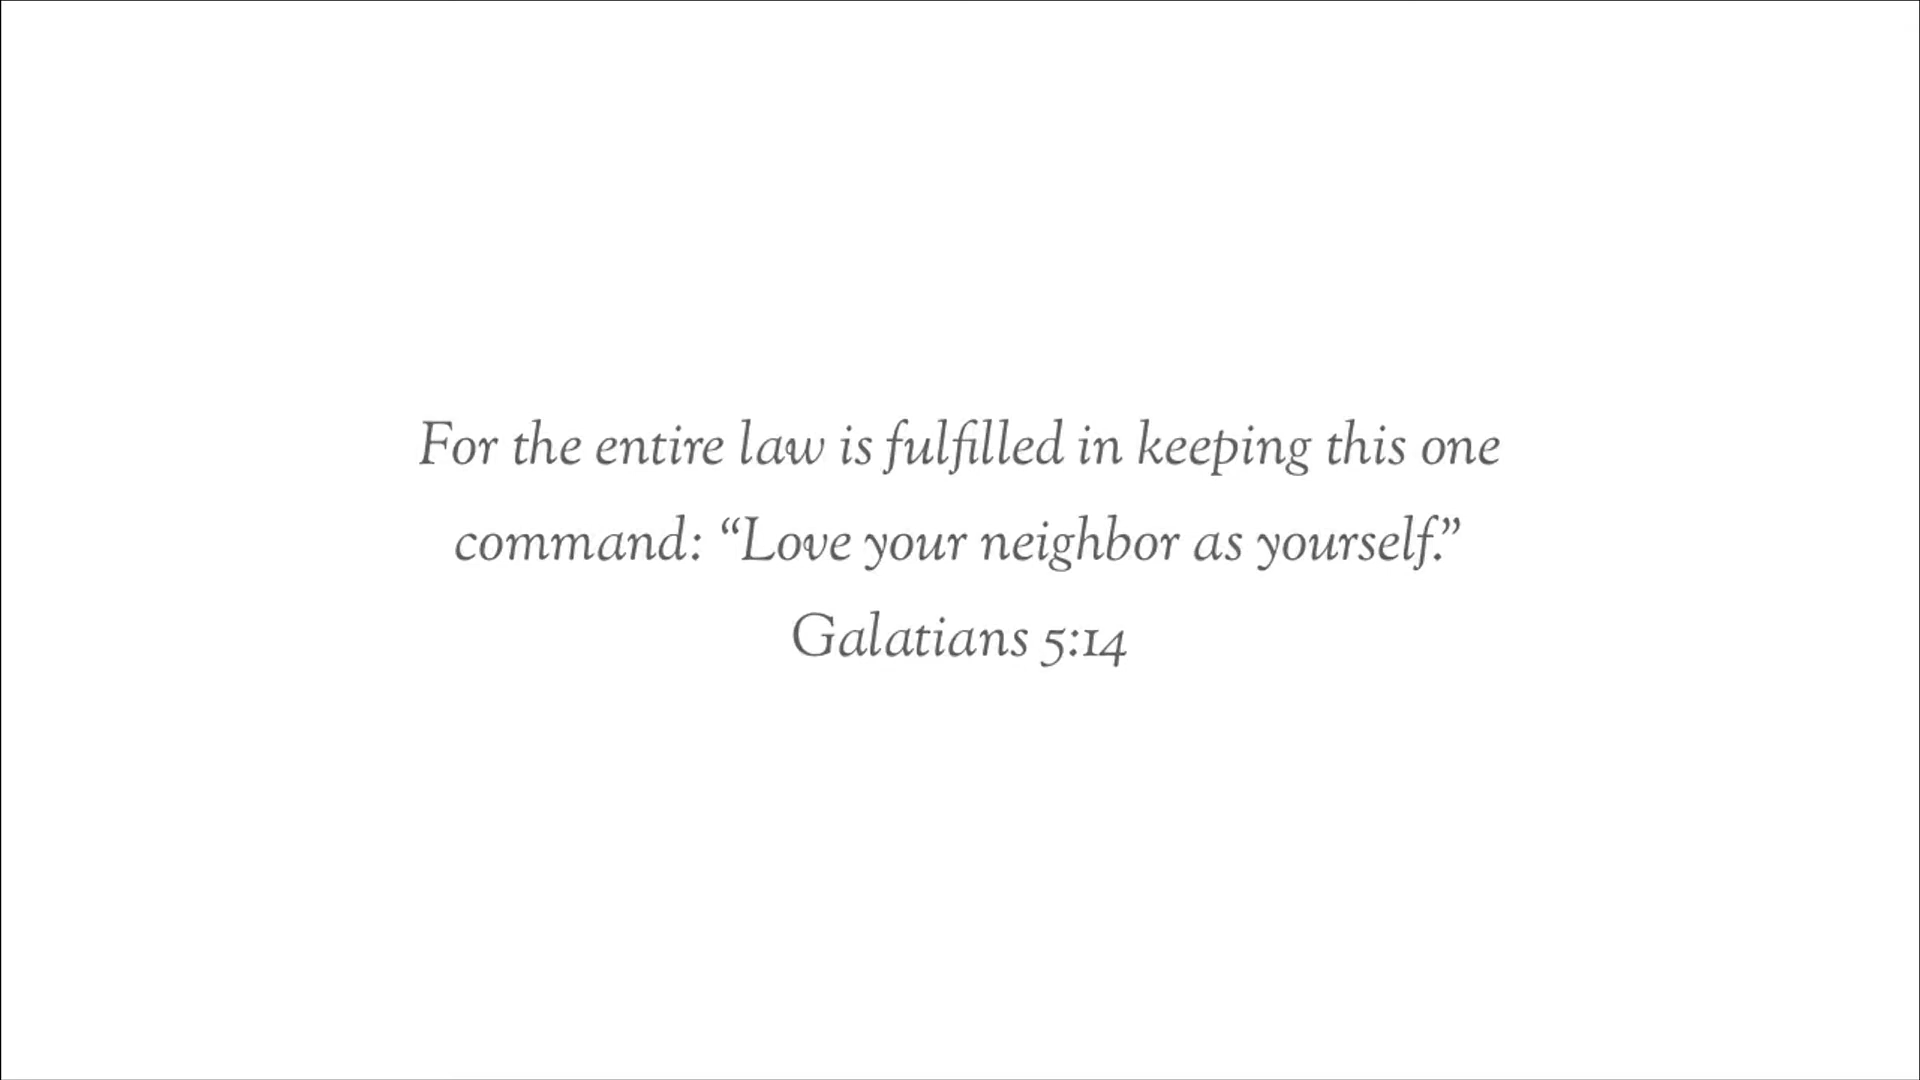 For the entire law is fulfilled in keeping this one
command: “Love your neighbor as yourself.”
Galatians 5:14